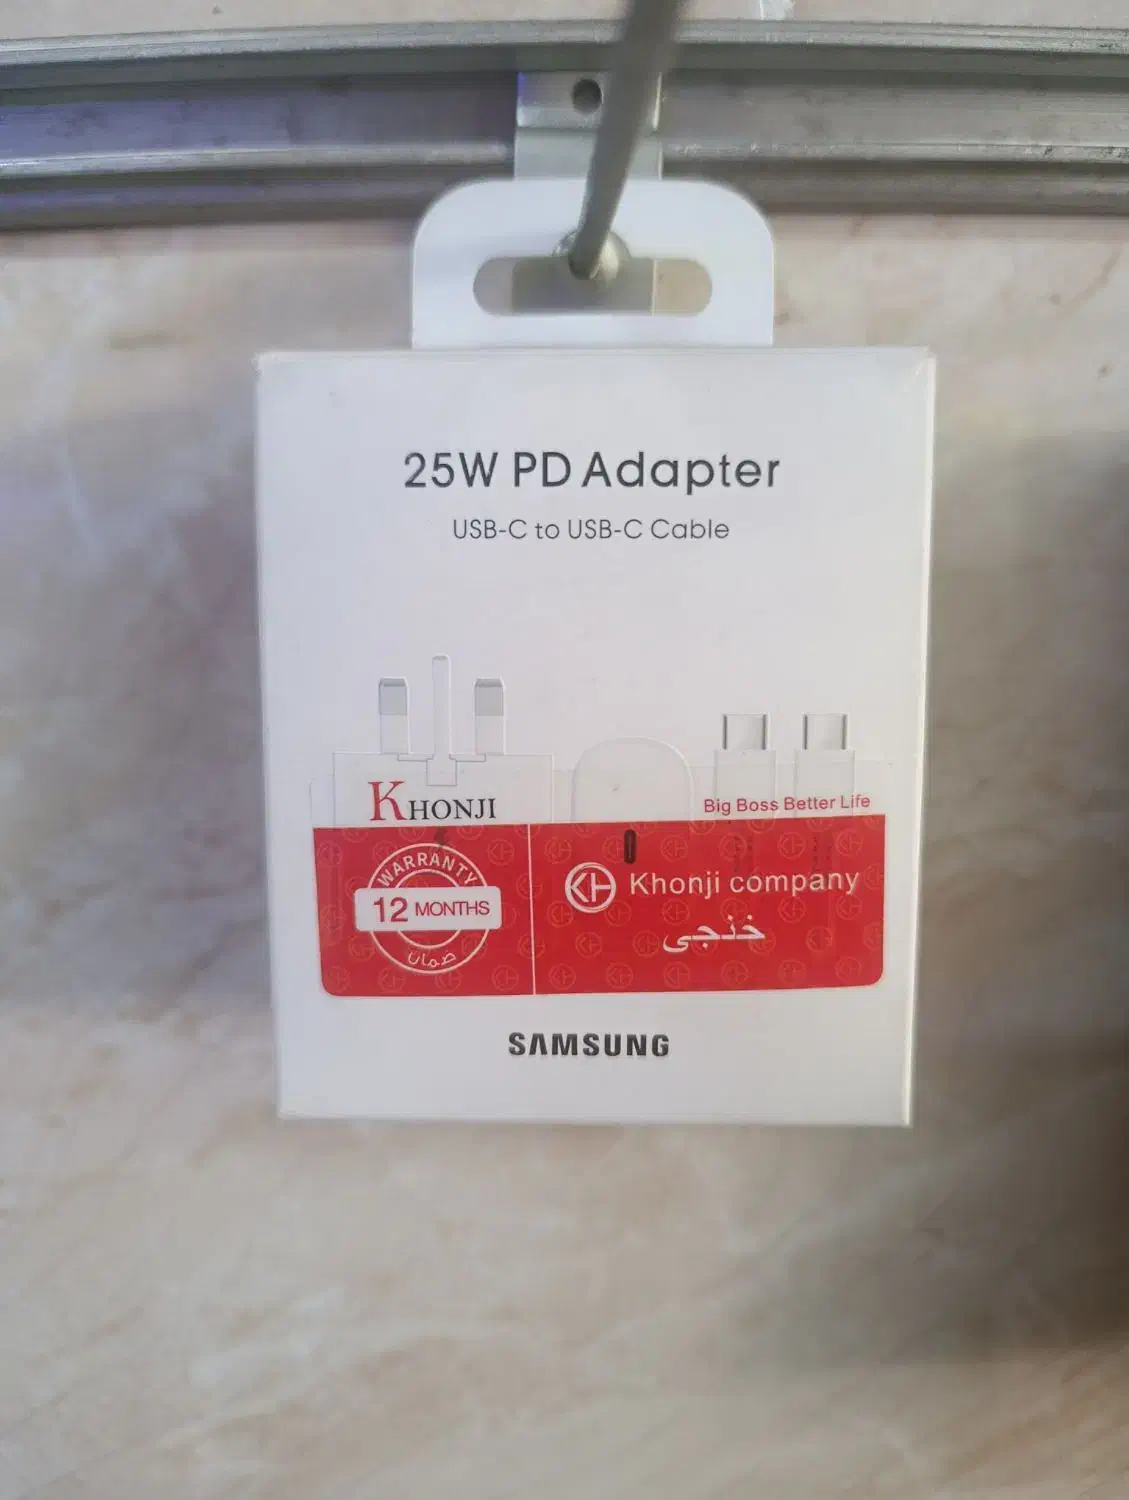 25W PD Adapter
USB-C to USB-C Cable
KHONJI
Big Boss Better Life
WARRANTY
12 MONTHS
ضمان
KH Khonji company
خنجی
SAMSUNG